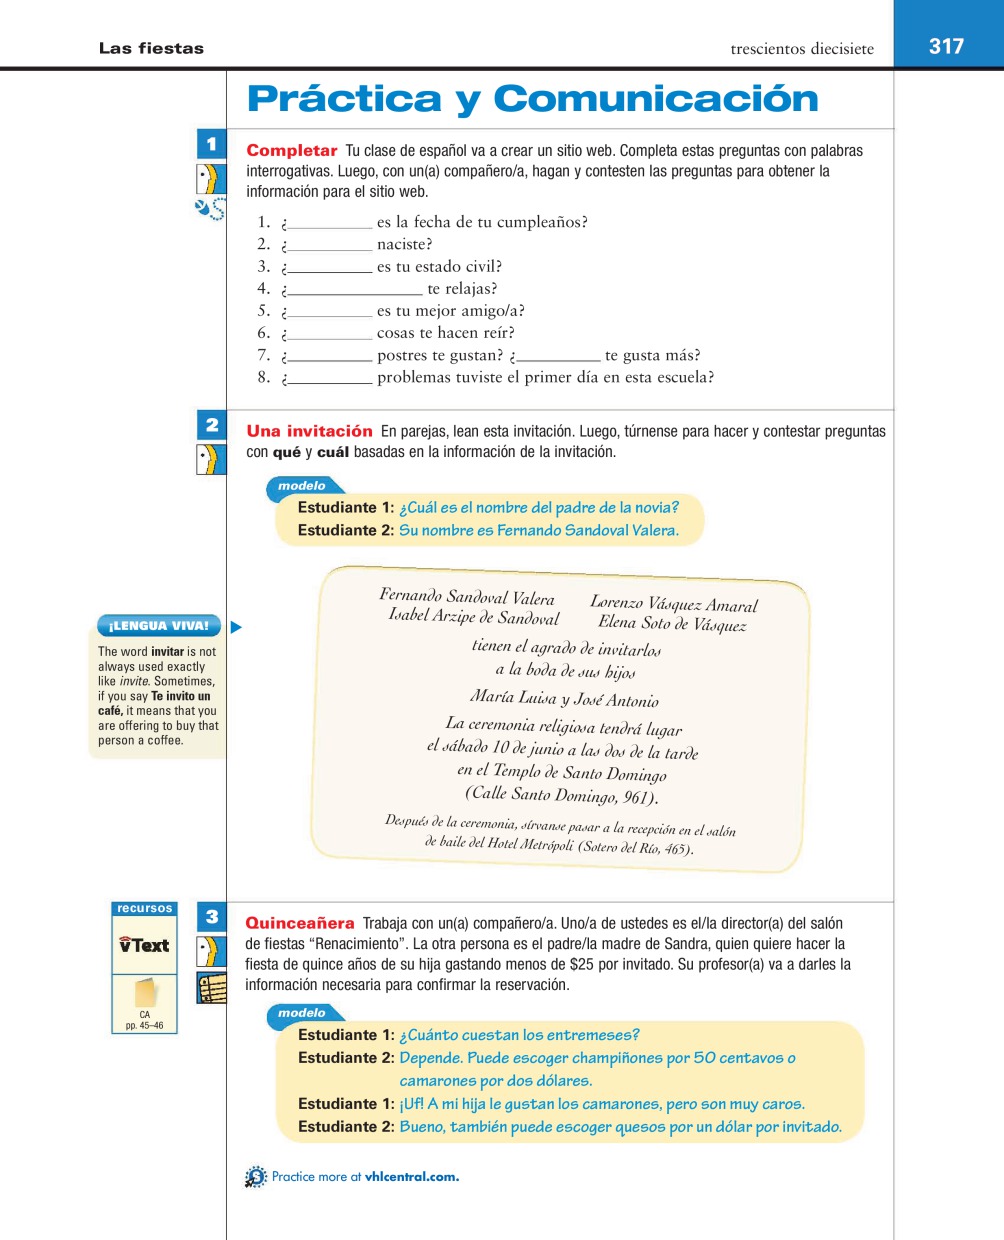 Las fiestas
trescientos diecisiete
317
Práctica y Comunicación
1
Completar Tu clase de español va a crear un sitio web. Completa estas preguntas con palabras
interrogativas. Luego, con un(a) compañero/a, hagan y contesten las preguntas para obtener la
información para el sitio web.
1. ¿_________ es la fecha de tu cumpleaños?
2. ¿_________ naciste?
3. ¿_________ es tu estado civil?
4. ¿______________ te relajas?
5. ¿_________ es tu mejor amigo/a?
6. ¿_________ cosas te hacen reír?
7. ¿_________ postres te gustan? ¿_________ te gusta más?
8. ¿_________ problemas tuviste el primer día en esta escuela?
2
Una invitación En parejas, lean esta invitación. Luego, túrnense para hacer y contestar preguntas
con qué y cuál basadas en la información de la invitación.
modelo
Estudiante 1: ¿Cuál es el nombre del padre de la novia?
Estudiante 2: Su nombre es Fernando Sandoval Valera.
Fernando Sandoval Valera Lorenzo Vásquez Amaral
Isabel Arzipe de Sandoval Elena Soto de Vásquez
tienen el agrado de invitarlos
a la boda de sus hijos
María Luisa y José Antonio
La ceremonia religiosa tendrá lugar
el sábado 10 de junio a las dos de la tarde
en el Templo de Santo Domingo
(Calle Santo Domingo, 961).
Después de la ceremonia, sírvanse pasar a la recepción en el salón
de baile del Hotel Metrópoli (Sotero del Río, 465).
¡LENGUA VIVA!
The word invitar is not
always used exactly
like invite. Sometimes,
if you say Te invito un
café, it means that you
are offering to buy that
person a coffee.
recursos
vText
CA
pp. 45–46
3
Quinceañera Trabaja con un(a) compañero/a. Uno/a de ustedes es el/la director(a) del salón
de fiestas “Renacimiento”. La otra persona es el padre/la madre de Sandra, quien quiere hacer la
fiesta de quince años de su hija gastando menos de $25 por invitado. Su profesor(a) va a darles la
información necesaria para confirmar la reservación.
modelo
Estudiante 1: ¿Cuánto cuestan los entremeses?
Estudiante 2: Depende. Puede escoger champiñones por 50 centavos o
camarones por dos dólares.
Estudiante 1: ¡Uf! A mi hija le gustan los camarones, pero son muy caros.
Estudiante 2: Bueno, también puede escoger quesos por un dólar por invitado.
Practice more at vhlcentral.com.